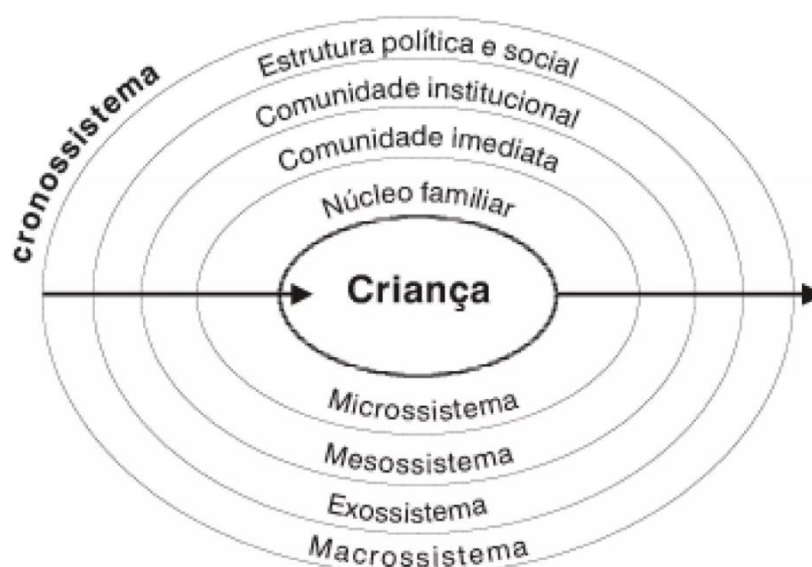 cronossistema
Estrutura política e social
Comunidade institucional
Comunidade imediata
Núcleo familiar
Criança
Microssistema
Mesossistema
Exossistema
Macrossistema